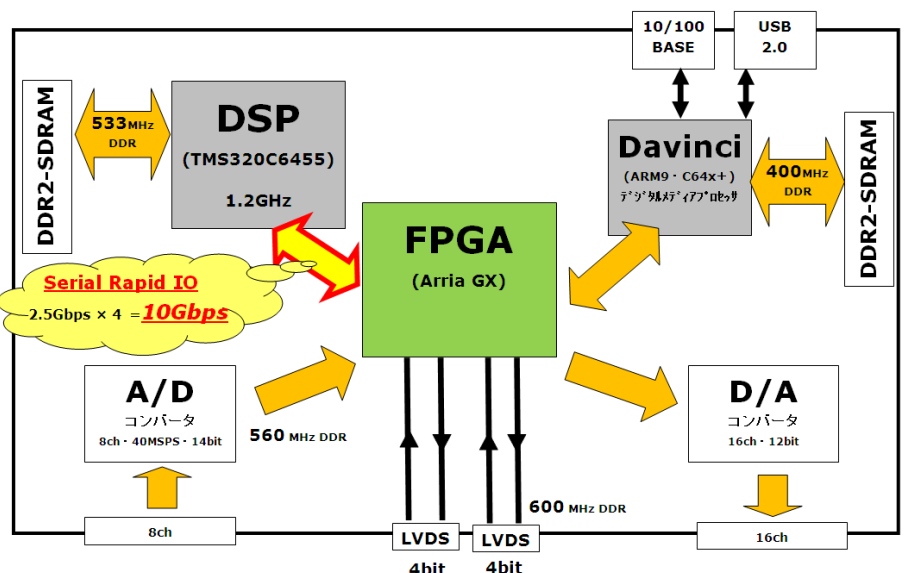 10/100
BASE
USB
2.0
DDR2-SDRAM
533MHz
DDR
DSP
(TMS320C6455)
1.2GHz
Davinci
(ARM9・C64x+)
ﾃﾞｼﾞﾀﾙﾒﾃﾞｨｱﾌﾟﾛｾｯｻ
400MHz
DDR
DDR2-SDRAM
FPGA
(Arria GX)
Serial Rapid IO
2.5Gbps × 4 =10Gbps
A/D
コンバータ
8ch・40MSPS・14bit
560 MHz DDR
D/A
コンバータ
16ch・12bit
600 MHz DDR
8ch
LVDS
4bit
LVDS
4bit
16ch